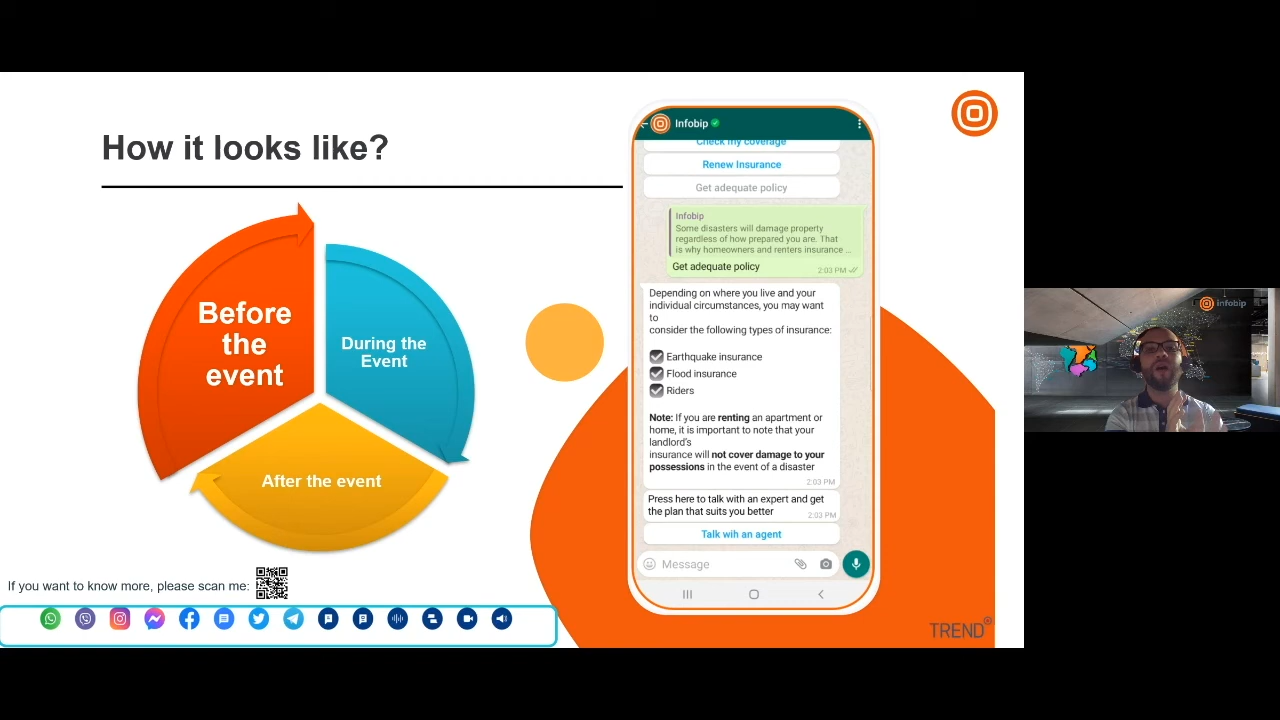 How it looks like?
Before
the
event
During the
Event
After the event
If you want to know more, please scan me:
Infobip
Check my coverage
Renew Insurance
Get adequate policy
Infobip
Some disasters will damage property
regardless of how prepared you are. That
is why homeowners and renters insurance ...
Get adequate policy
2:03 PM
Depending on where you live and your
individual circumstances, you may want
to
consider the following types of insurance:
Earthquake insurance
Flood insurance
Riders
Note: If you are renting an apartment or
home, it is important to note that your
landlord's
insurance will not cover damage to your
possessions in the event of a disaster
2:03 PM
Press here to talk with an expert and get
the plan that suits you better
2:03 PM
Talk wih an agent
Message
TREND
infobip